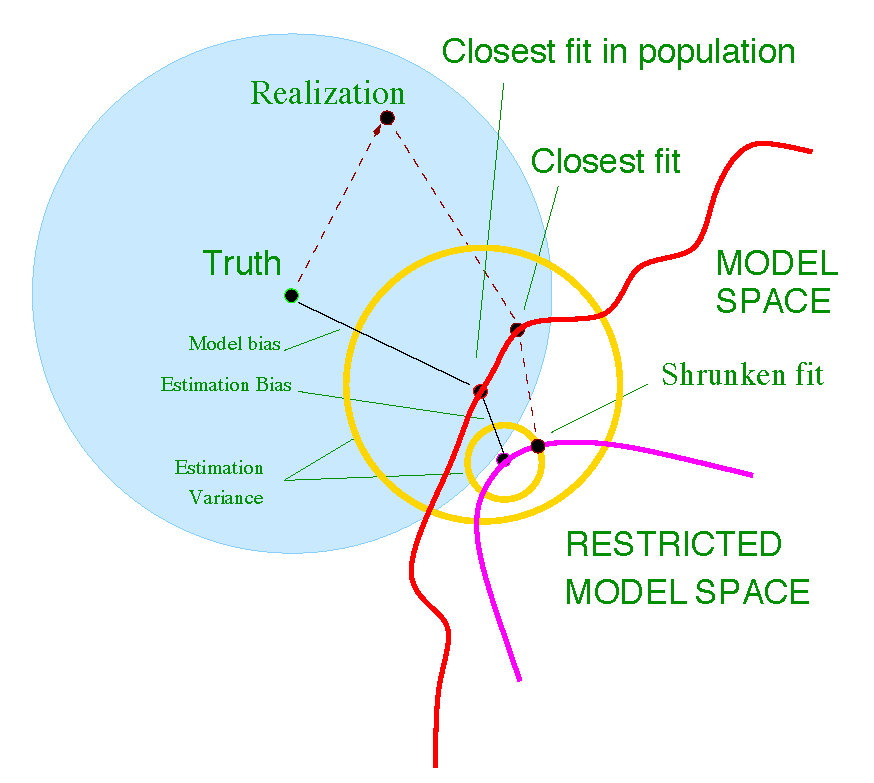 Closest fit in population
Realization
Closest fit
Truth
MODEL
SPACE
Model bias
Estimation Bias
Shrunken fit
Estimation
Variance
RESTRICTED
MODEL SPACE